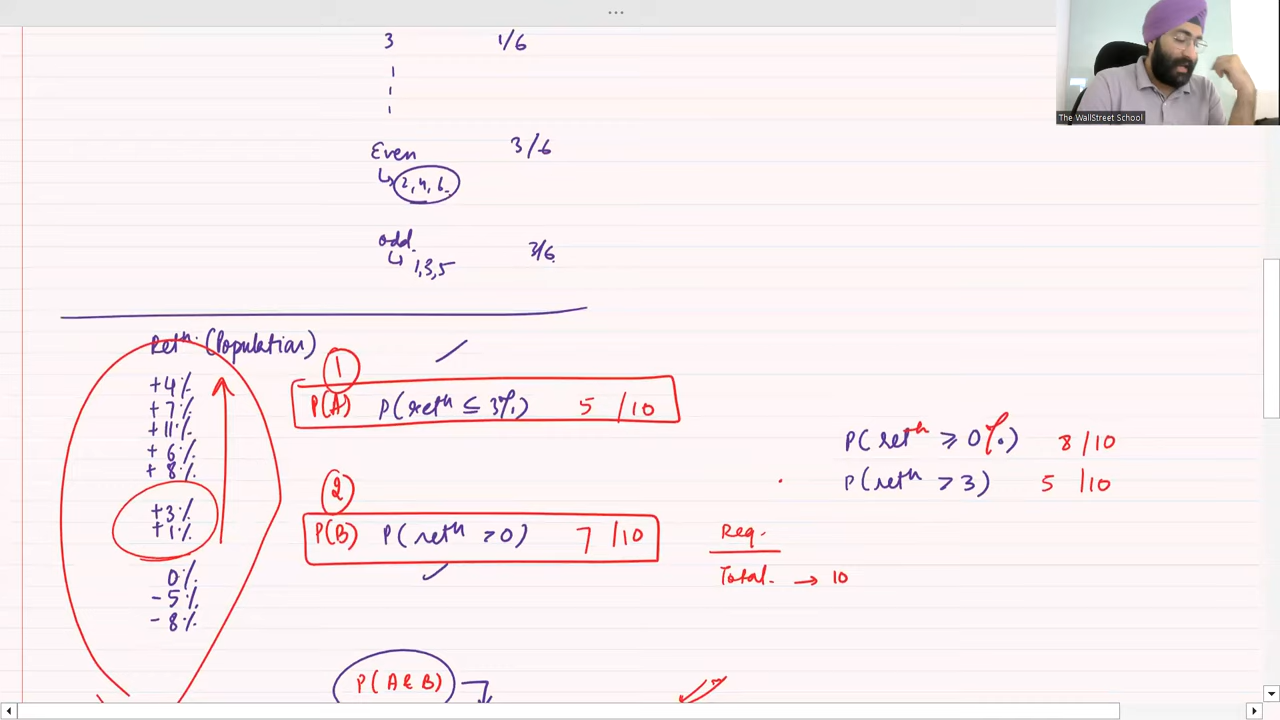 The WallStreet School
3 1/6
Even 3/6
↳ 2, 4, 6.
odd. 3/6.
↳ 1, 3, 5
Retn. (Population)
+4%
+7%
+11%
+6%
+8%
+3%
+1%
0%
-5%
-8%
1
P(A) P(retn ≤ 3%) 5 /10
2
P(B) P(retn >0) 7 /10
P(retn ≥ 0%) 8/10
P(retn > 3) 5 /10
Req.
Total. → 10
P(A & B)